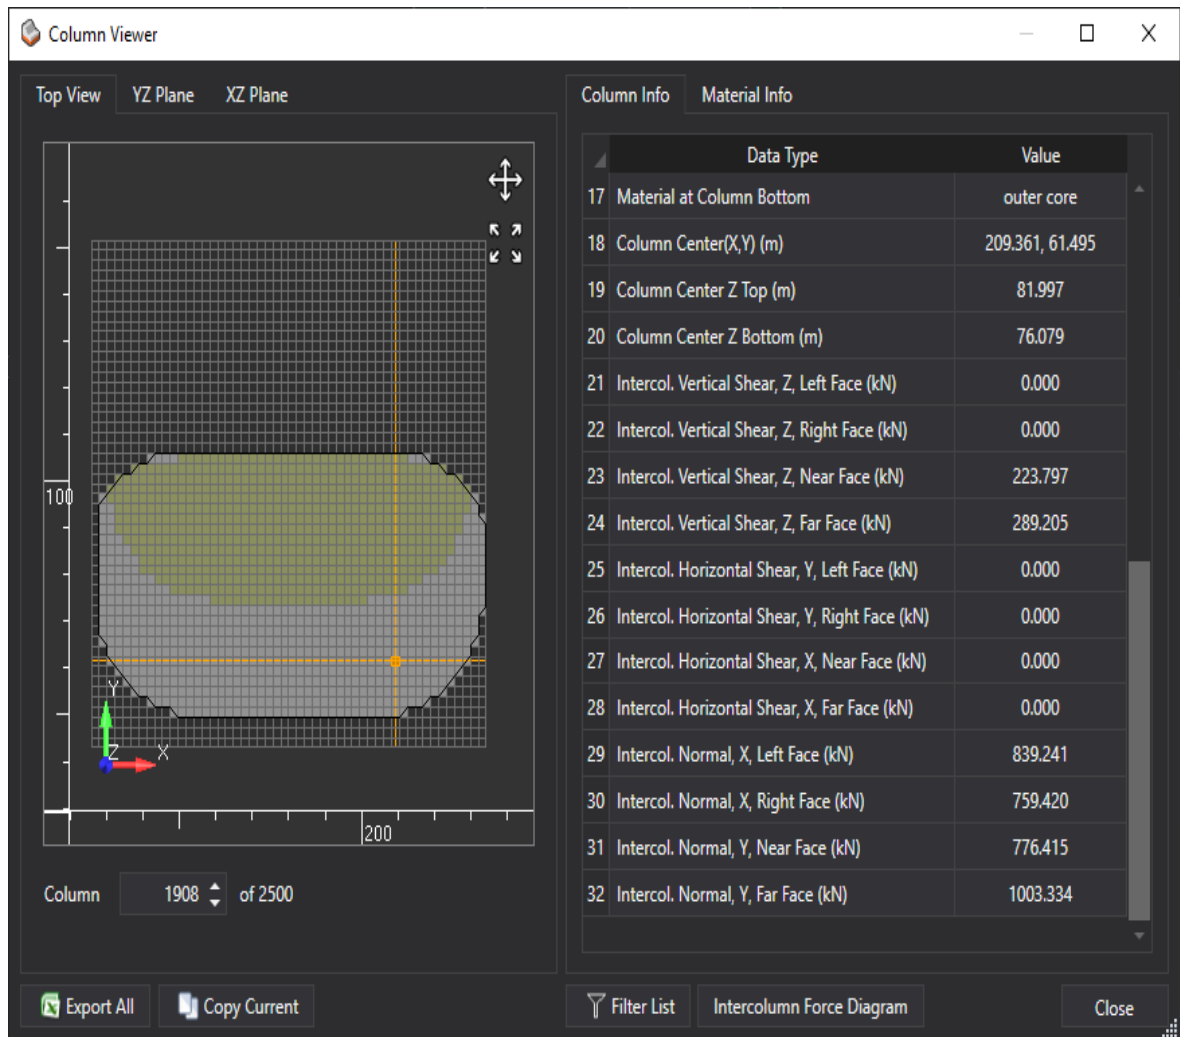 Column Viewer
Top View YZ Plane XZ Plane
100
Y
Z X
200
Column 1908 of 2500
Export All Copy Current
Column Info Material Info
Data Type Value
17 Material at Column Bottom outer core
18 Column Center(X,Y) (m) 209.361, 61.495
19 Column Center Z Top (m) 81.997
20 Column Center Z Bottom (m) 76.079
21 Intercol. Vertical Shear, Z, Left Face (kN) 0.000
22 Intercol. Vertical Shear, Z, Right Face (kN) 0.000
23 Intercol. Vertical Shear, Z, Near Face (kN) 223.797
24 Intercol. Vertical Shear, Z, Far Face (kN) 289.205
25 Intercol. Horizontal Shear, Y, Left Face (kN) 0.000
26 Intercol. Horizontal Shear, Y, Right Face (kN) 0.000
27 Intercol. Horizontal Shear, X, Near Face (kN) 0.000
28 Intercol. Horizontal Shear, X, Far Face (kN) 0.000
29 Intercol. Normal, X, Left Face (kN) 839.241
30 Intercol. Normal, X, Right Face (kN) 759.420
31 Intercol. Normal, Y, Near Face (kN) 776.415
32 Intercol. Normal, Y, Far Face (kN) 1003.334
Filter List Intercolumn Force Diagram Close